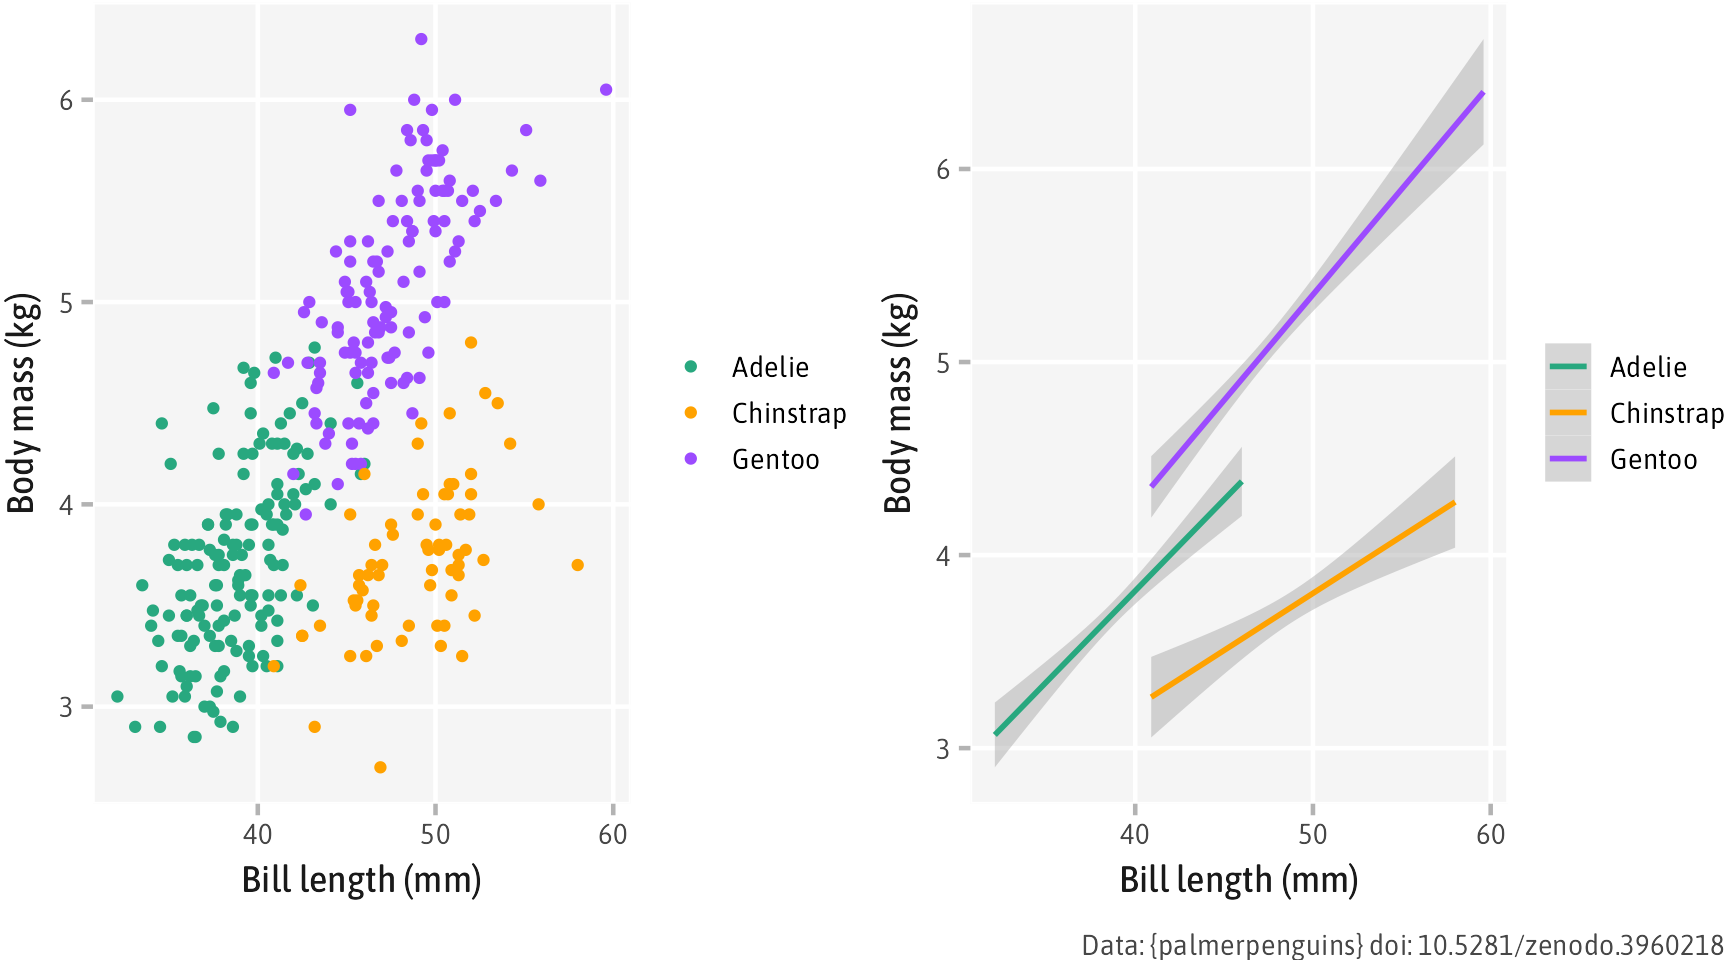 6
5
4
3
Body mass (kg)
40 50 60
Bill length (mm)
Adelie
Chinstrap
Gentoo
6
5
4
3
Body mass (kg)
40 50 60
Bill length (mm)
Adelie
Chinstrap
Gentoo
Data: {palmerpenguins} doi: 10.5281/zenodo.3960218